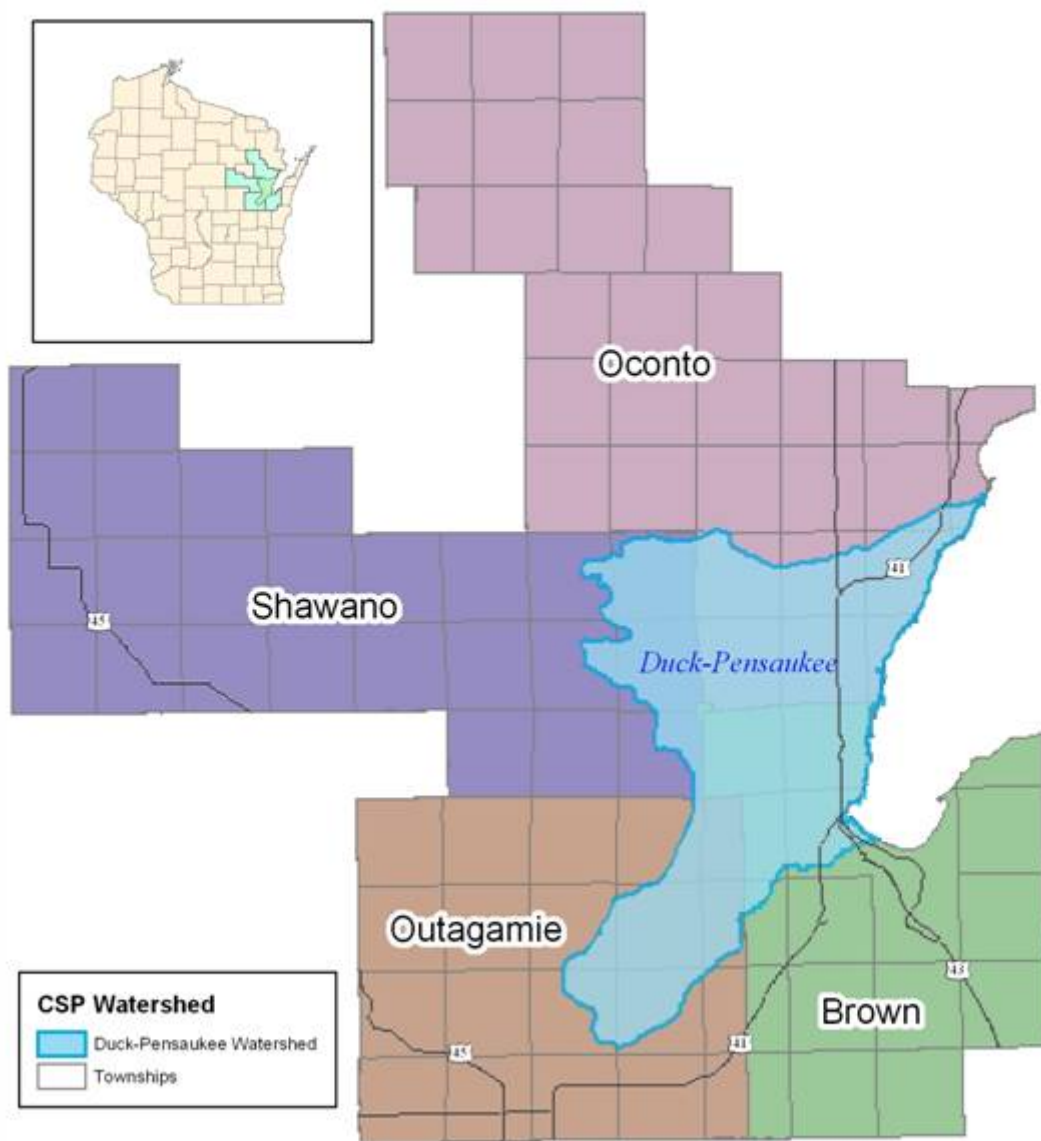 Oconto
41
Shawano
45
Duck-Pensaukee
Outagamie
Brown
43
41
45
CSP Watershed
Duck-Pensaukee Watershed
Townships